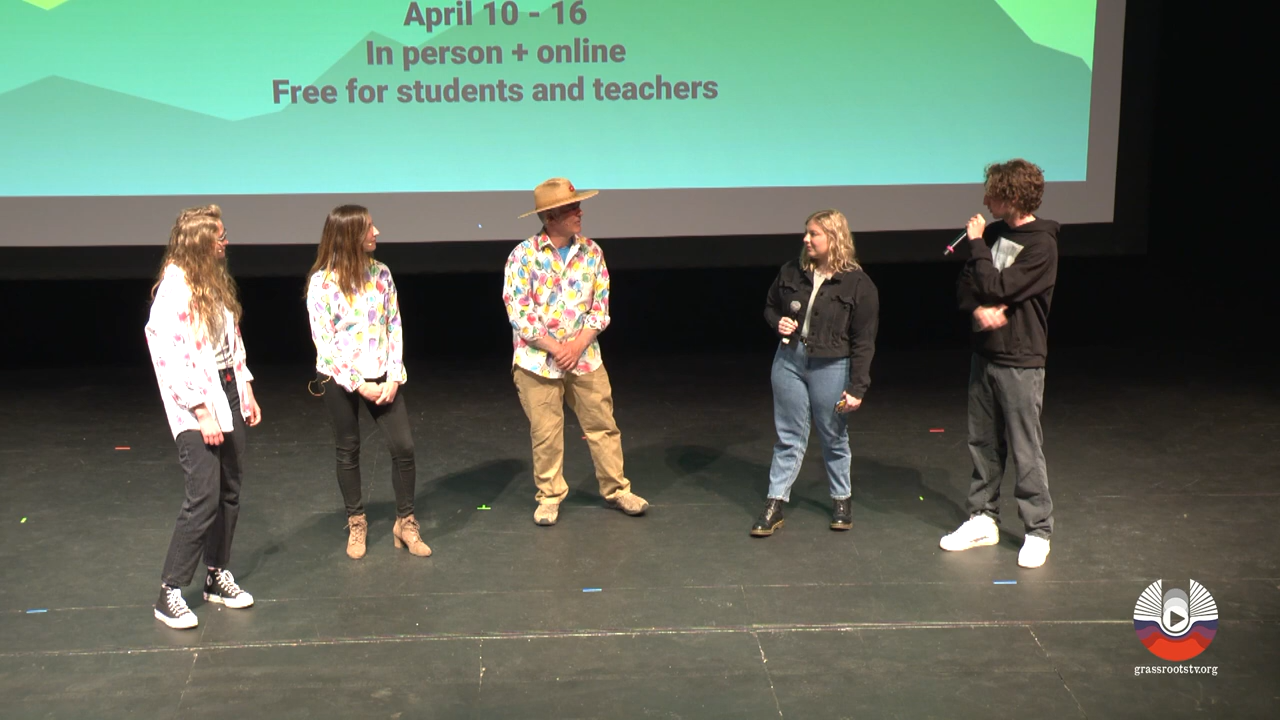 April 10 - 16
In person + online
Free for students and teachers
grassrootstv.org